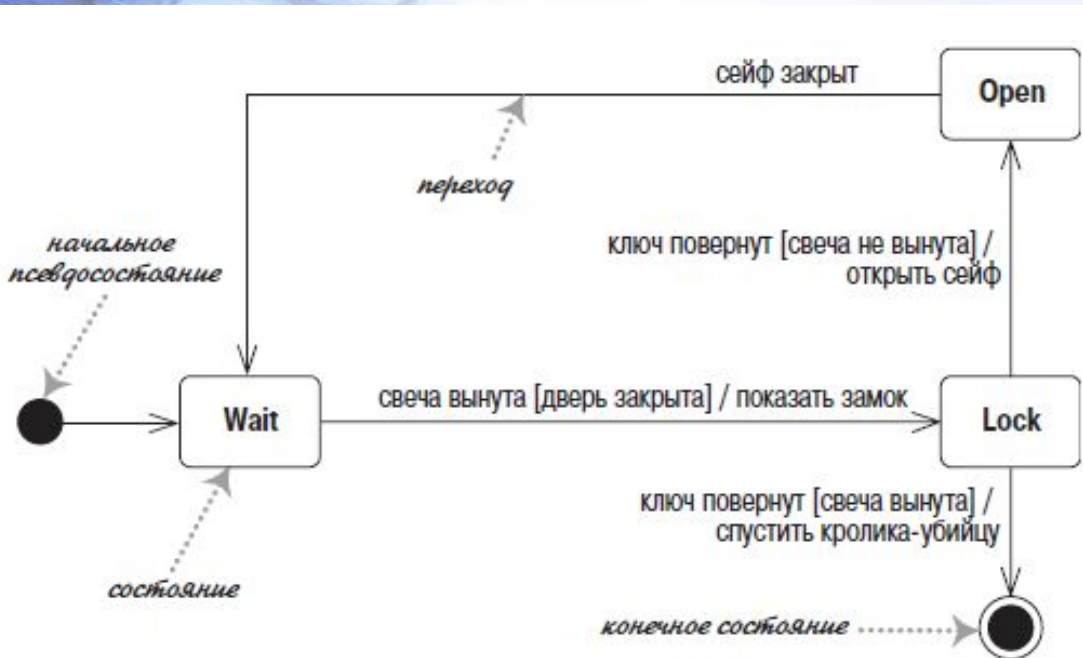 сейф закрыт
Open
переход
начальное
псевдосостояние
ключ повернут [свеча не вынута] /
открыть сейф
Wait
свеча вынута [дверь закрыта] / показать замок
Lock
ключ повернут [свеча вынута] /
спустить кролика-убийцу
состояние
конечное состояние